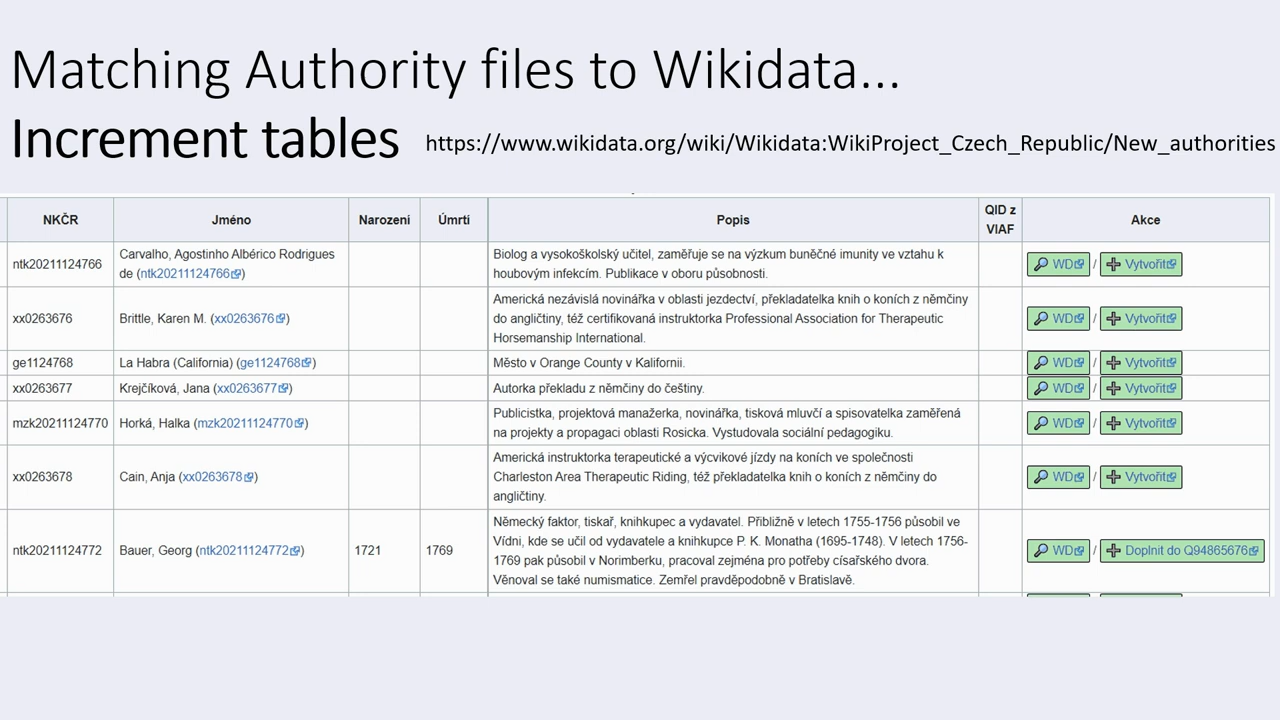 Matching Authority files to Wikidata...
Increment tables https://www.wikidata.org/wiki/Wikidata:WikiProject_Czech_Republic/New_authorities
NKČR Jméno Narození Úmrtí Popis QID z VIAF Akce
ntk20211124766 Carvalho, Agostinho Albérico Rodrigues de (ntk20211124766) Biolog a vysokoškolský učitel, zaměřuje se na výzkum buněčné imunity ve vztahu k
houbovým infekcím. Publikace v oboru působnosti. WD / Vytvořit
xx0263676 Brittle, Karen M. (xx0263676) Americká nezávislá novinářka v oblasti jezdectví, překladatelka knih o koních z němčiny
do angličtiny, též certifikovaná instruktorka Professional Association for Therapeutic
Horsemanship International. WD / Vytvořit
ge1124768 La Habra (California) (ge1124768) Město v Orange County v Kalifornii. WD / Vytvořit
xx0263677 Krejčíková, Jana (xx0263677) Autorka překladu z němčiny do češtiny. WD / Vytvořit
mzk20211124770 Horká, Halka (mzk20211124770) Publicistka, projektová manažerka, novinářka, tisková mluvčí a spisovatelka zaměřená
na projekty a propagaci oblasti Rosicka. Vystudovala sociální pedagogiku. WD / Vytvořit
xx0263678 Cain, Anja (xx0263678) Americká instruktorka terapeutické a výcvikové jízdy na koních ve společnosti
Charleston Area Therapeutic Riding, též překladatelka knih o koních z němčiny do
angličtiny. WD / Vytvořit
ntk20211124772 Bauer, Georg (ntk20211124772) 1721 1769 Německý faktor, tiskař, knihkupec a vydavatel. Přibližně v letech 1755-1756 působil ve
Vídni, kde se učil od vydavatele a knihkupce P. K. Monatha (1695-1748). V letech 1756-
1769 pak působil v Norimberku, pracoval zejména pro potřeby císařského dvora.
Věnoval se také numismatice. Zemřel pravděpodobně v Bratislavě. WD / Doplnit do Q94865676